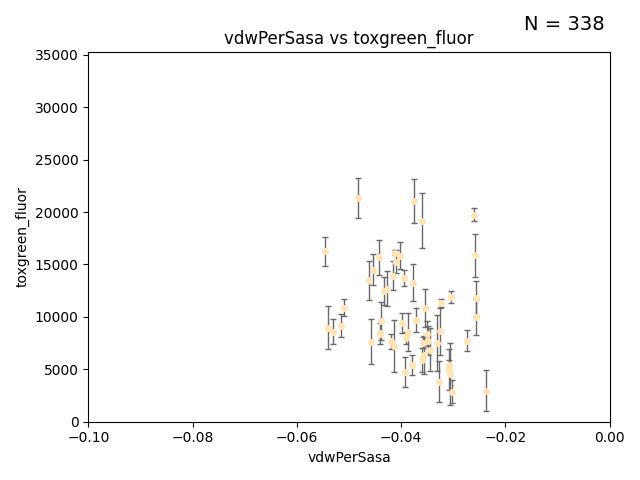 N = 338
vdwPerSasa vs toxgreen_fluor
35000
30000
25000
20000
15000
10000
5000
0
toxgreen_fluor
−0.10 −0.08 −0.06 −0.04 −0.02 0.00
vdwPerSasa